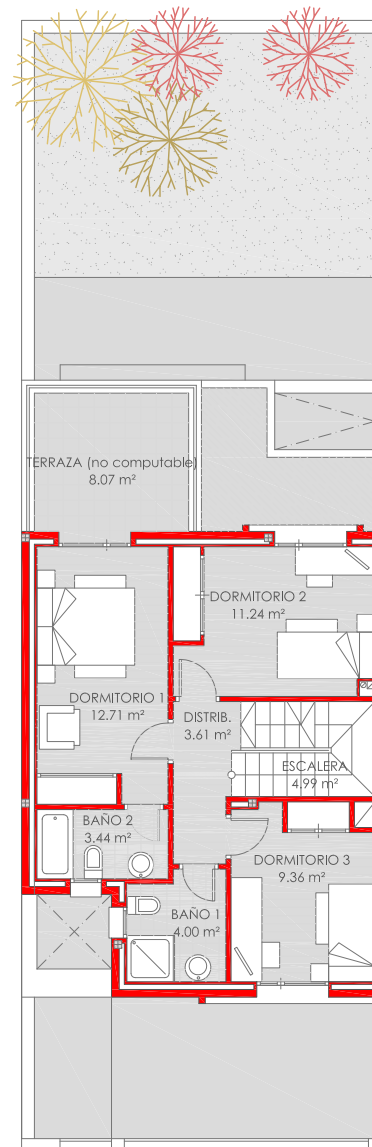 TERRAZA (no computable)
8.07 m²
DORMITORIO 2
11.24 m²
DORMITORIO 1
12.71 m²
DISTRIB.
3.61 m²
ESCALERA
4.99 m²
BAÑO 2
3.44 m²
DORMITORIO 3
9.36 m²
BAÑO 1
4.00 m²